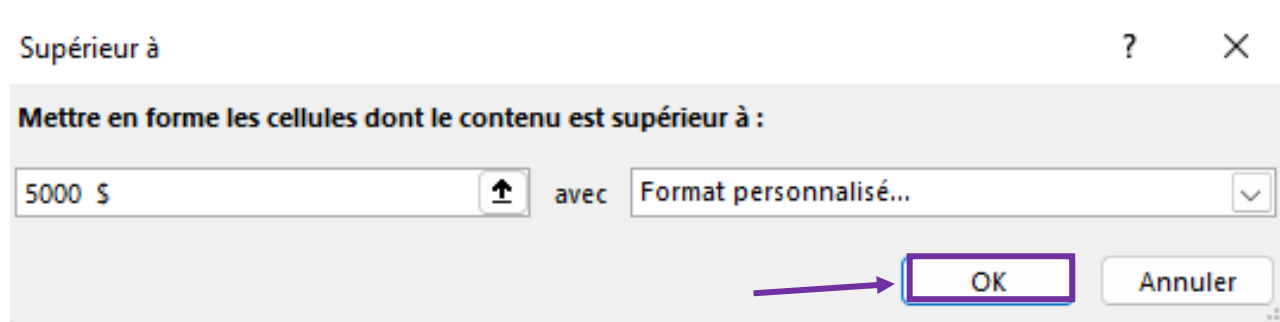 Supérieur à ?
Mettre en forme les cellules dont le contenu est supérieur à :
5000 $ avec Format personnalisé...
OK Annuler